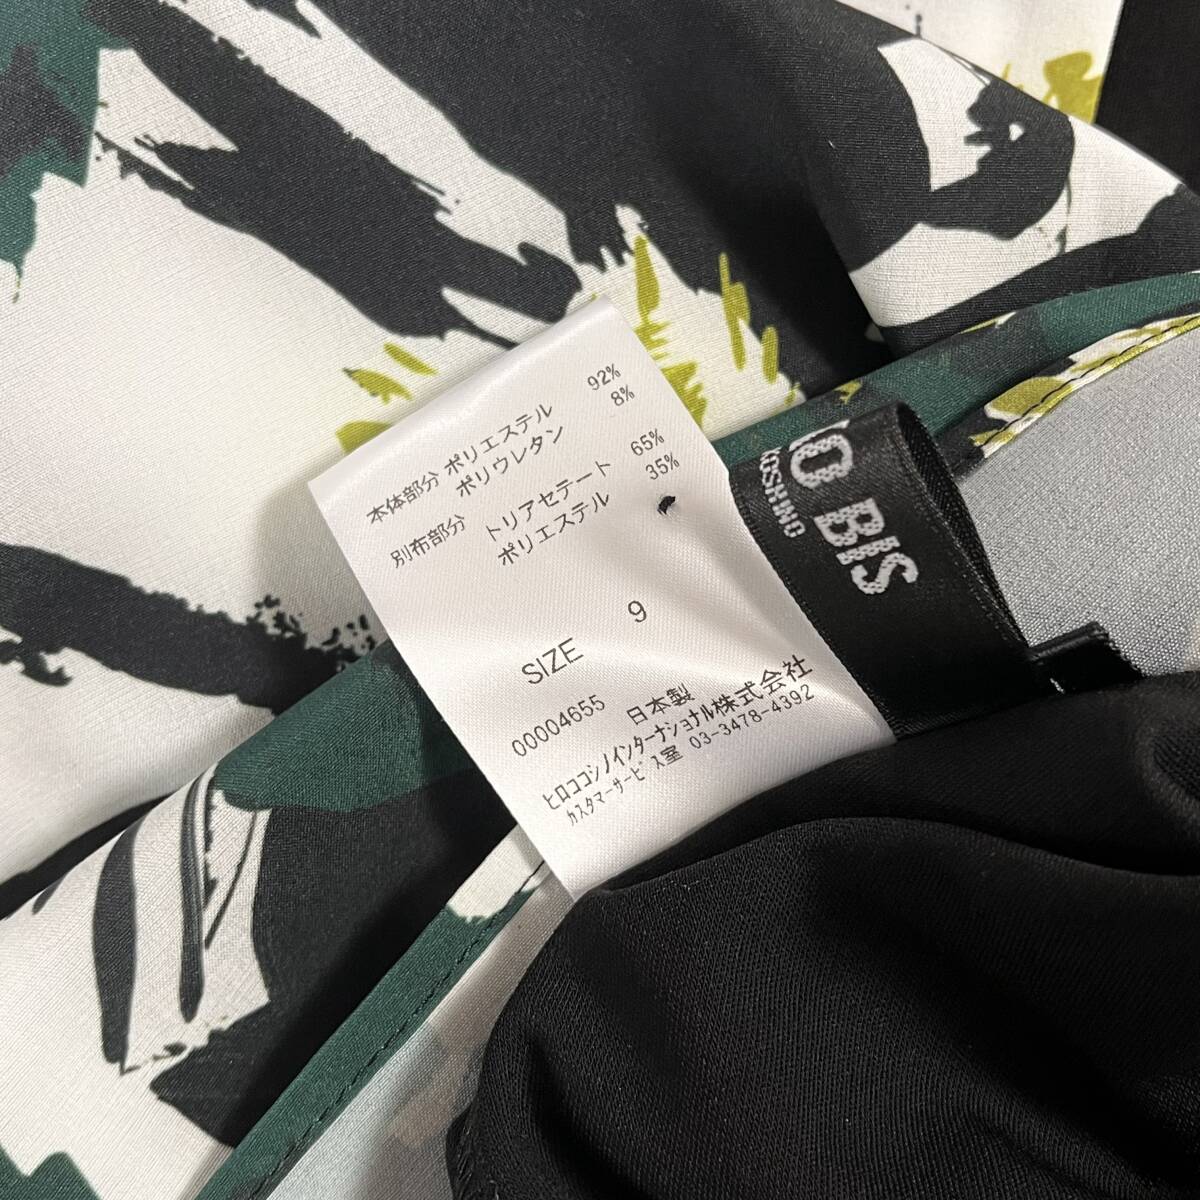 本体部分 ポリエステル 92%
ポリウレタン 8%
別布部分 トリアセテート 65%
ポリエステル 35%
SIZE 9
00004655 日本製
ヒロココシノインターナショナル株式会社
カスタマーサービス室 03-3478-4392
BIS
KOSHINO